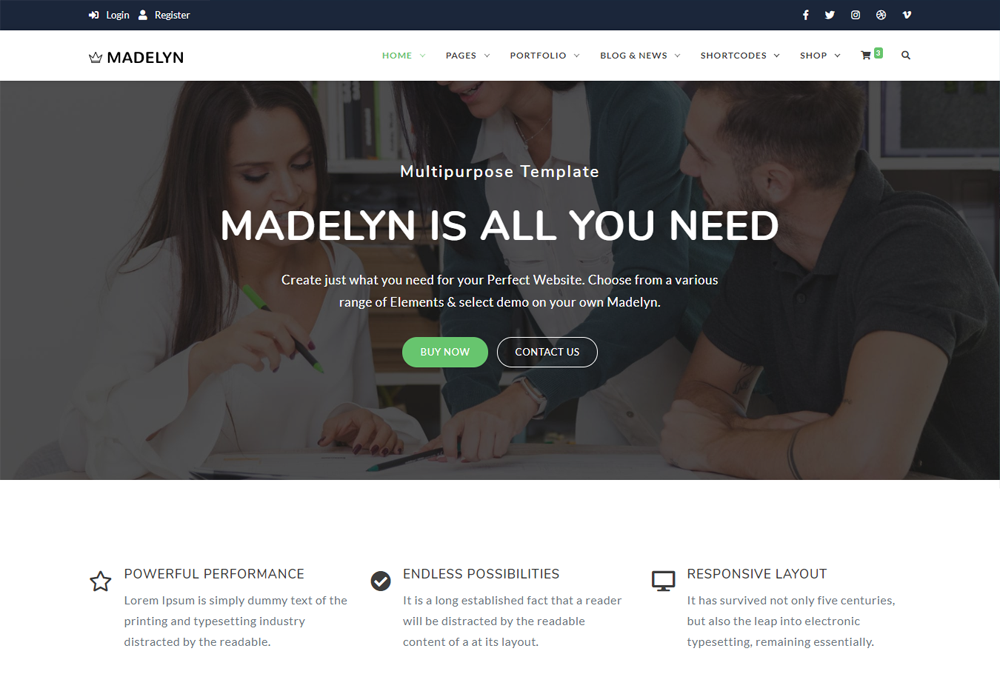 Login Register
MADELYN
HOME PAGES PORTFOLIO BLOG & NEWS SHORTCODES SHOP 3
Multipurpose Template
MADELYN IS ALL YOU NEED
Create just what you need for your Perfect Website. Choose from a various
range of Elements & select demo on your own Madelyn.
BUY NOW CONTACT US
POWERFUL PERFORMANCE
Lorem Ipsum is simply dummy text of the
printing and typesetting industry
distracted by the readable.
ENDLESS POSSIBILITIES
It is a long established fact that a reader
will be distracted by the readable
content of a at its layout.
RESPONSIVE LAYOUT
It has survived not only five centuries,
but also the leap into electronic
typesetting, remaining essentially.